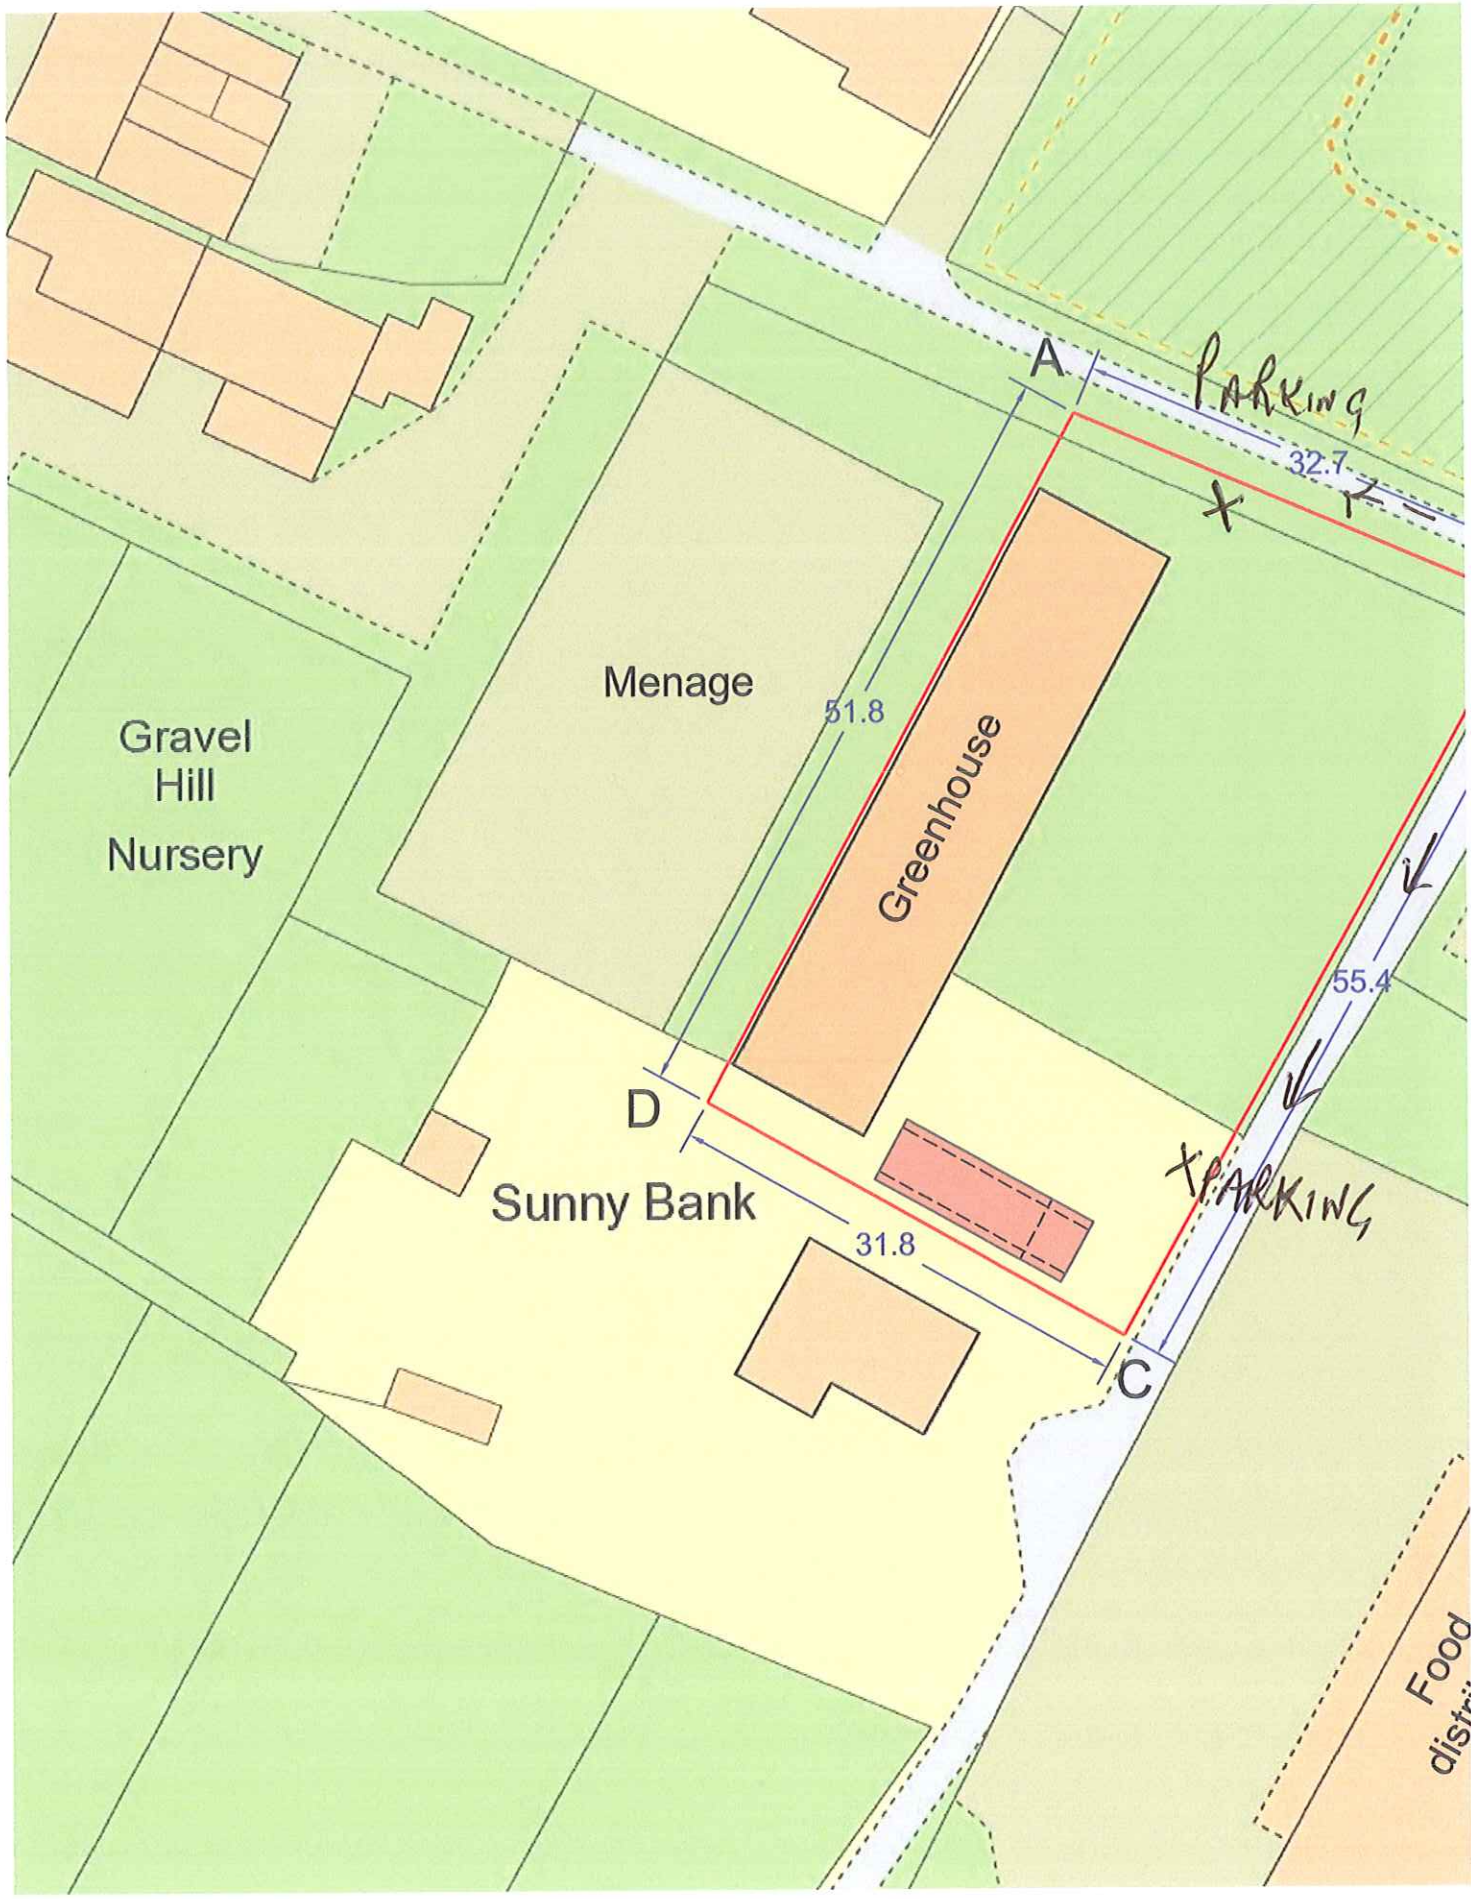 A
PARKING
32.7
X
Menage
51.8
Gravel
Hill
Nursery
Greenhouse
55.4
D
X PARKING
Sunny Bank
31.8
C
Food